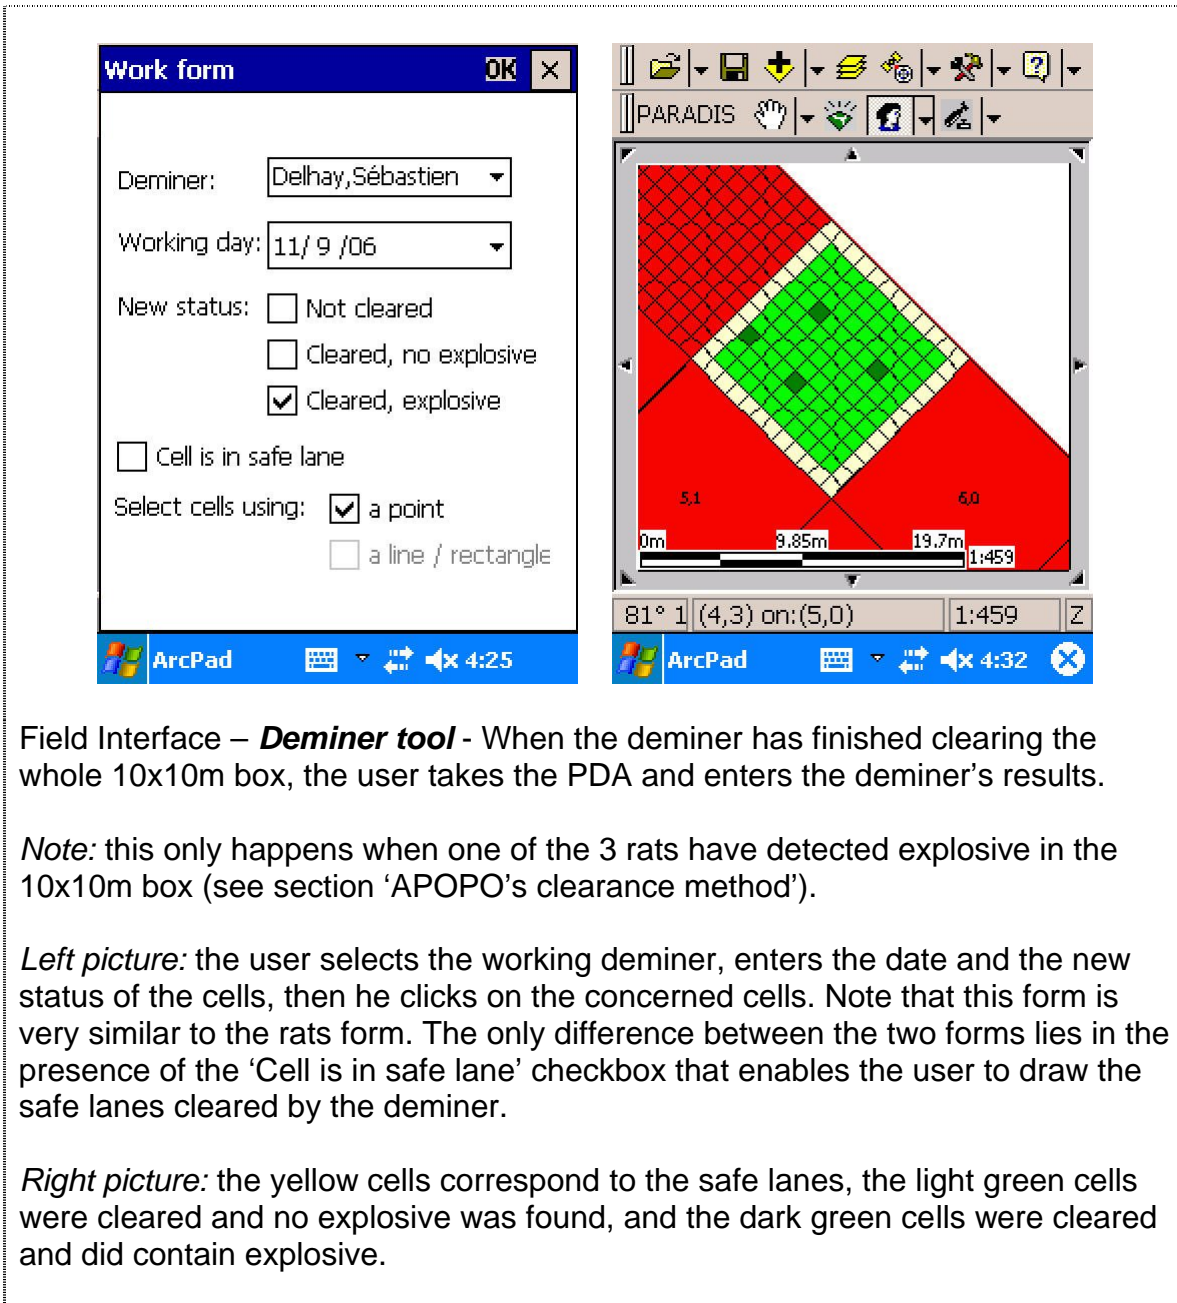 Work form OK
Deminer: Delhay,Sébastien
Working day: 11/ 9 /06
New status: Not cleared
Cleared, no explosive
Cleared, explosive
Cell is in safe lane
Select cells using: a point
a line / rectangle
ArcPad 4:25
PARADIS
5,1 6,0
0m 9.85m 19.7m
1:459
81° 1 (4,3) on:(5,0) 1:459 Z
ArcPad 4:32
Field Interface – Deminer tool - When the deminer has finished clearing the
whole 10x10m box, the user takes the PDA and enters the deminer’s results.
Note: this only happens when one of the 3 rats have detected explosive in the
10x10m box (see section ‘APOPO’s clearance method’).
Left picture: the user selects the working deminer, enters the date and the new
status of the cells, then he clicks on the concerned cells. Note that this form is
very similar to the rats form. The only difference between the two forms lies in the
presence of the ‘Cell is in safe lane’ checkbox that enables the user to draw the
safe lanes cleared by the deminer.
Right picture: the yellow cells correspond to the safe lanes, the light green cells
were cleared and no explosive was found, and the dark green cells were cleared
and did contain explosive.